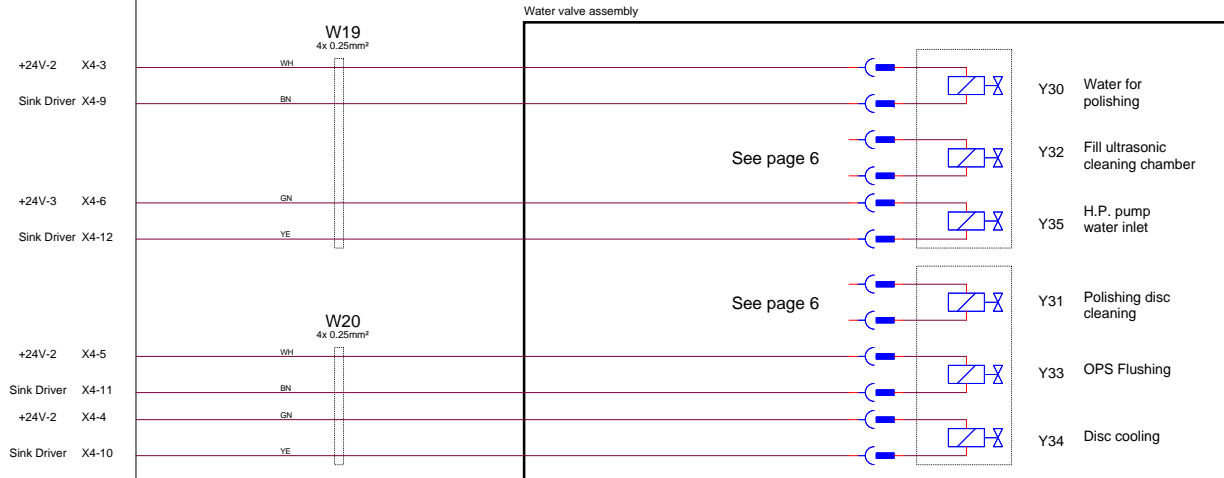 Water valve assembly
W19
4x 0.25mm²
+24V-2 X4-3 WH
Sink Driver X4-9 BN
Y30 Water for
polishing
See page 6
Y32 Fill ultrasonic
cleaning chamber
+24V-3 X4-6 GN
Sink Driver X4-12 YE
Y35 H.P. pump
water inlet
See page 6
Y31 Polishing disc
cleaning
W20
4x 0.25mm²
+24V-2 X4-5 WH
Y33 OPS Flushing
Sink Driver X4-11 BN
+24V-2 X4-4 GN
Y34 Disc cooling
Sink Driver X4-10 YE